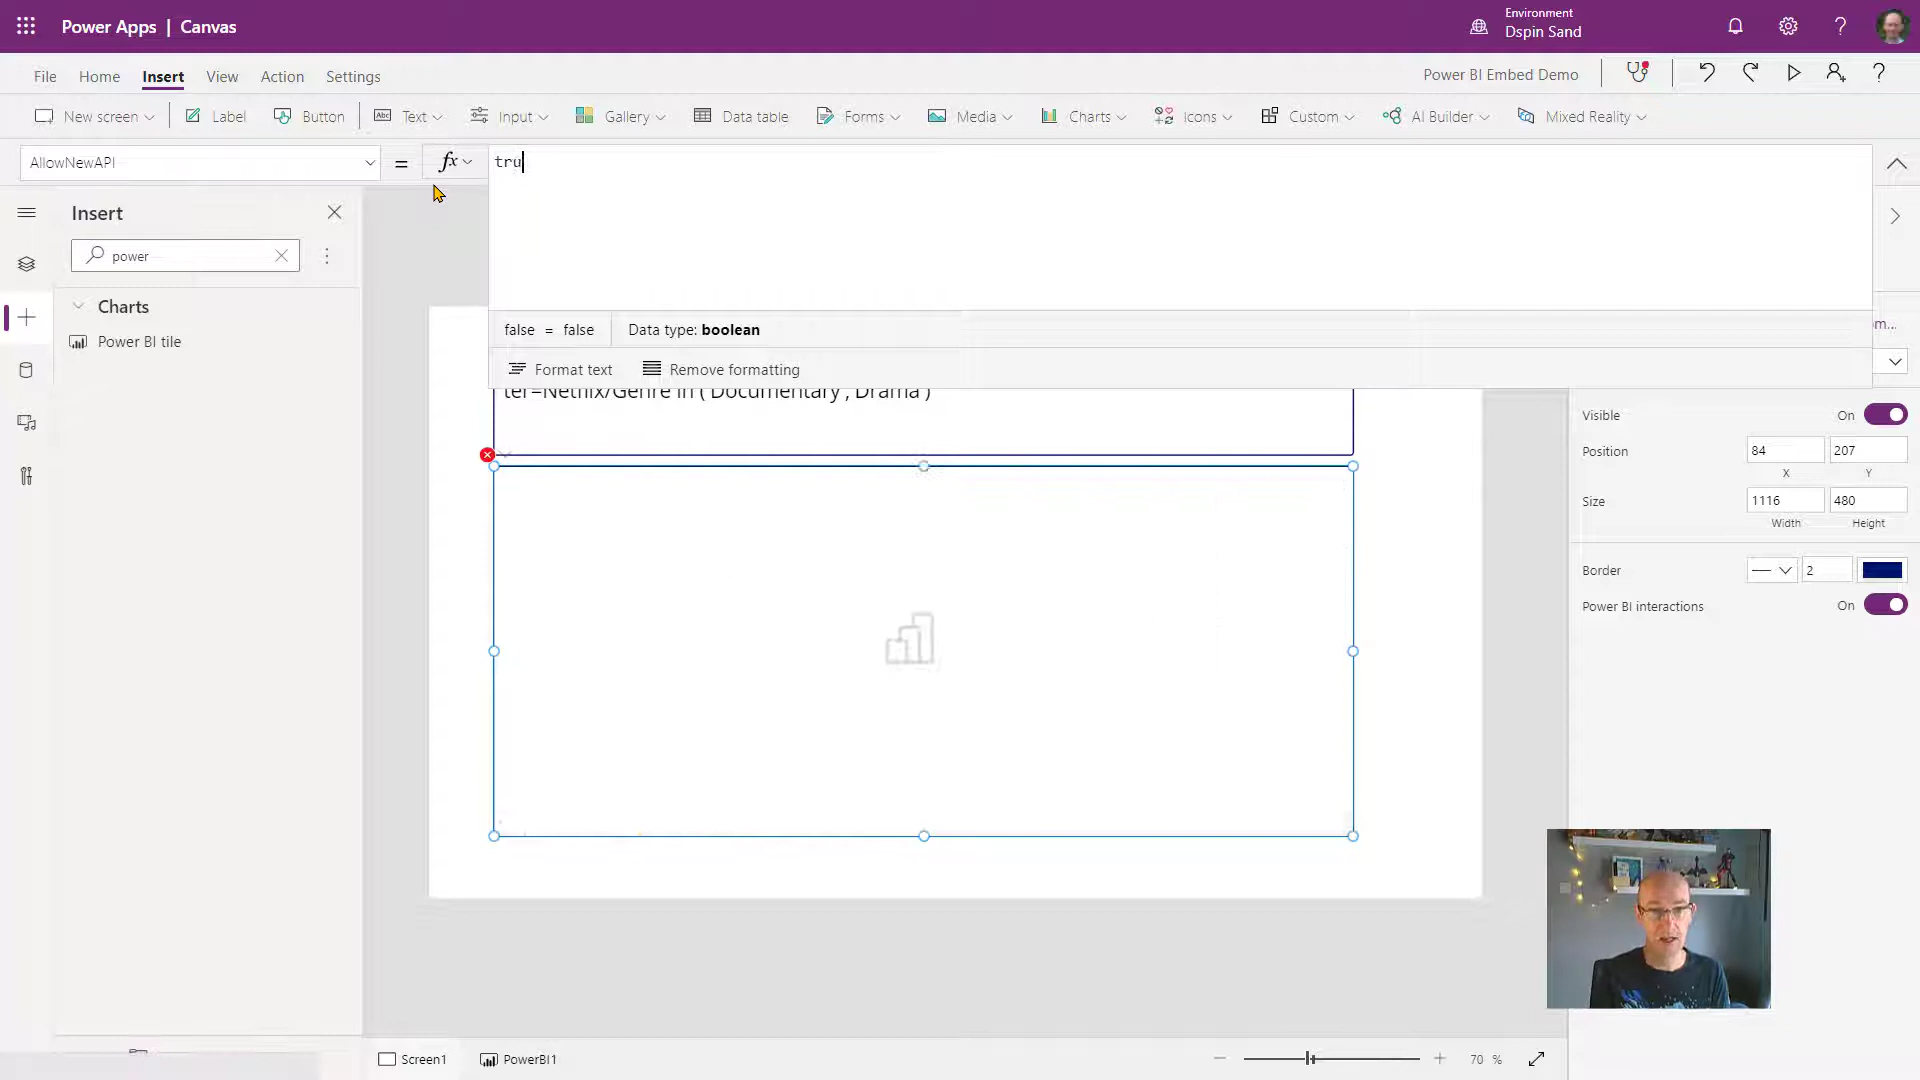 Power Apps | Canvas
Environment
Dspin Sand
File Home Insert View Action Settings
Power BI Embed Demo
New screen Label Button Text Input Gallery Data table Forms Media Charts Icons Custom AI Builder Mixed Reality
AllowNewAPI = fx tru
Insert
power
Charts
Power BI tile
false = false Data type: boolean
Format text Remove formatting
ter=Netflix/Genre in ('Documentary','Drama')
m...
Visible On
Position 84 207
X Y
Size 1116 480
Width Height
Border 2
Power BI interactions On
Screen1 PowerBI1
70 %